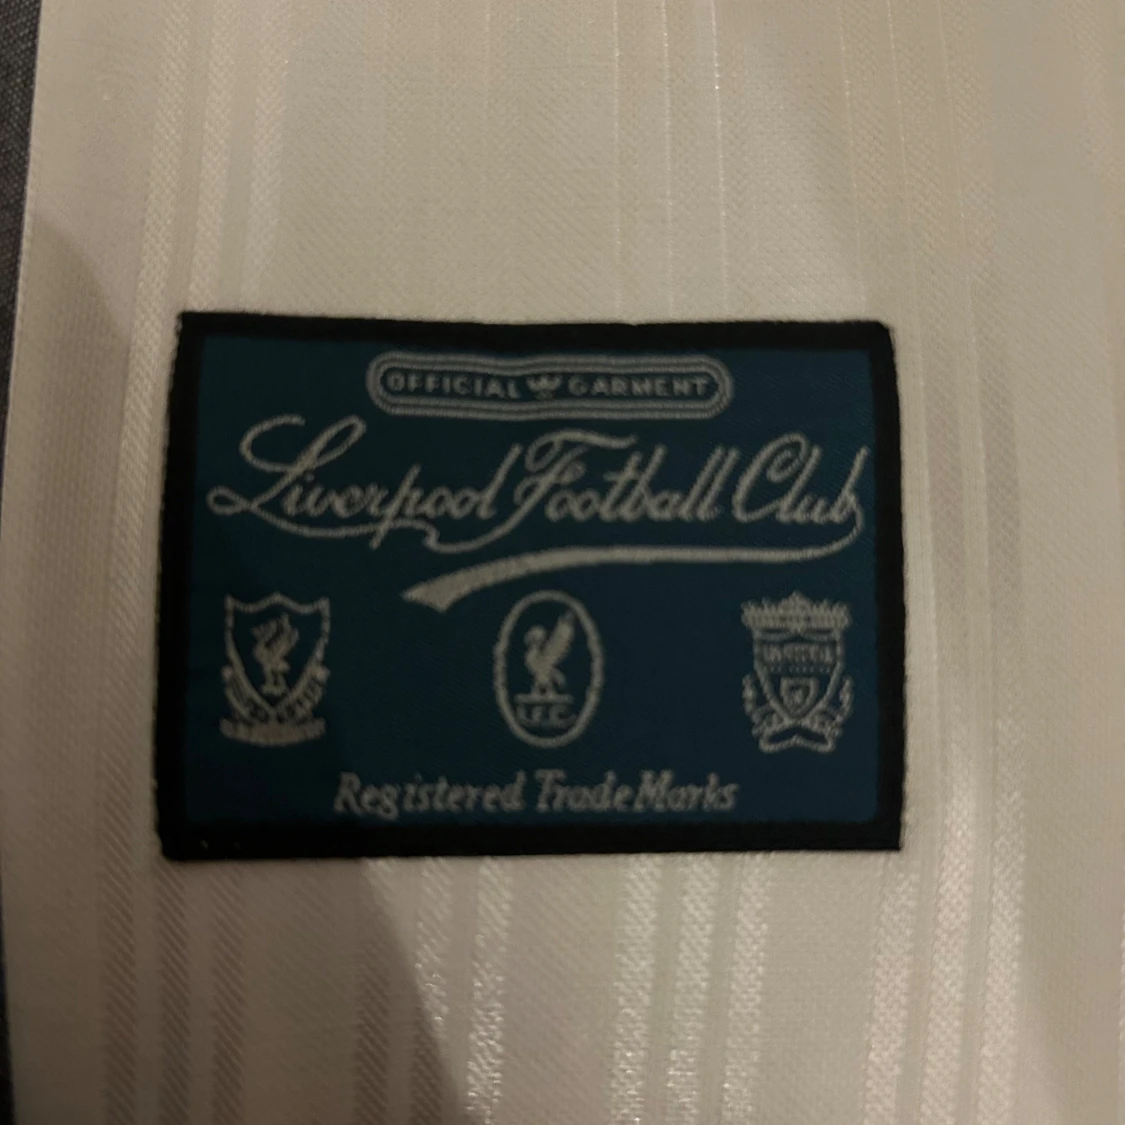 OFFICIAL GARMENT
Liverpool Football Club
L.F.C.
Registered Trade Marks